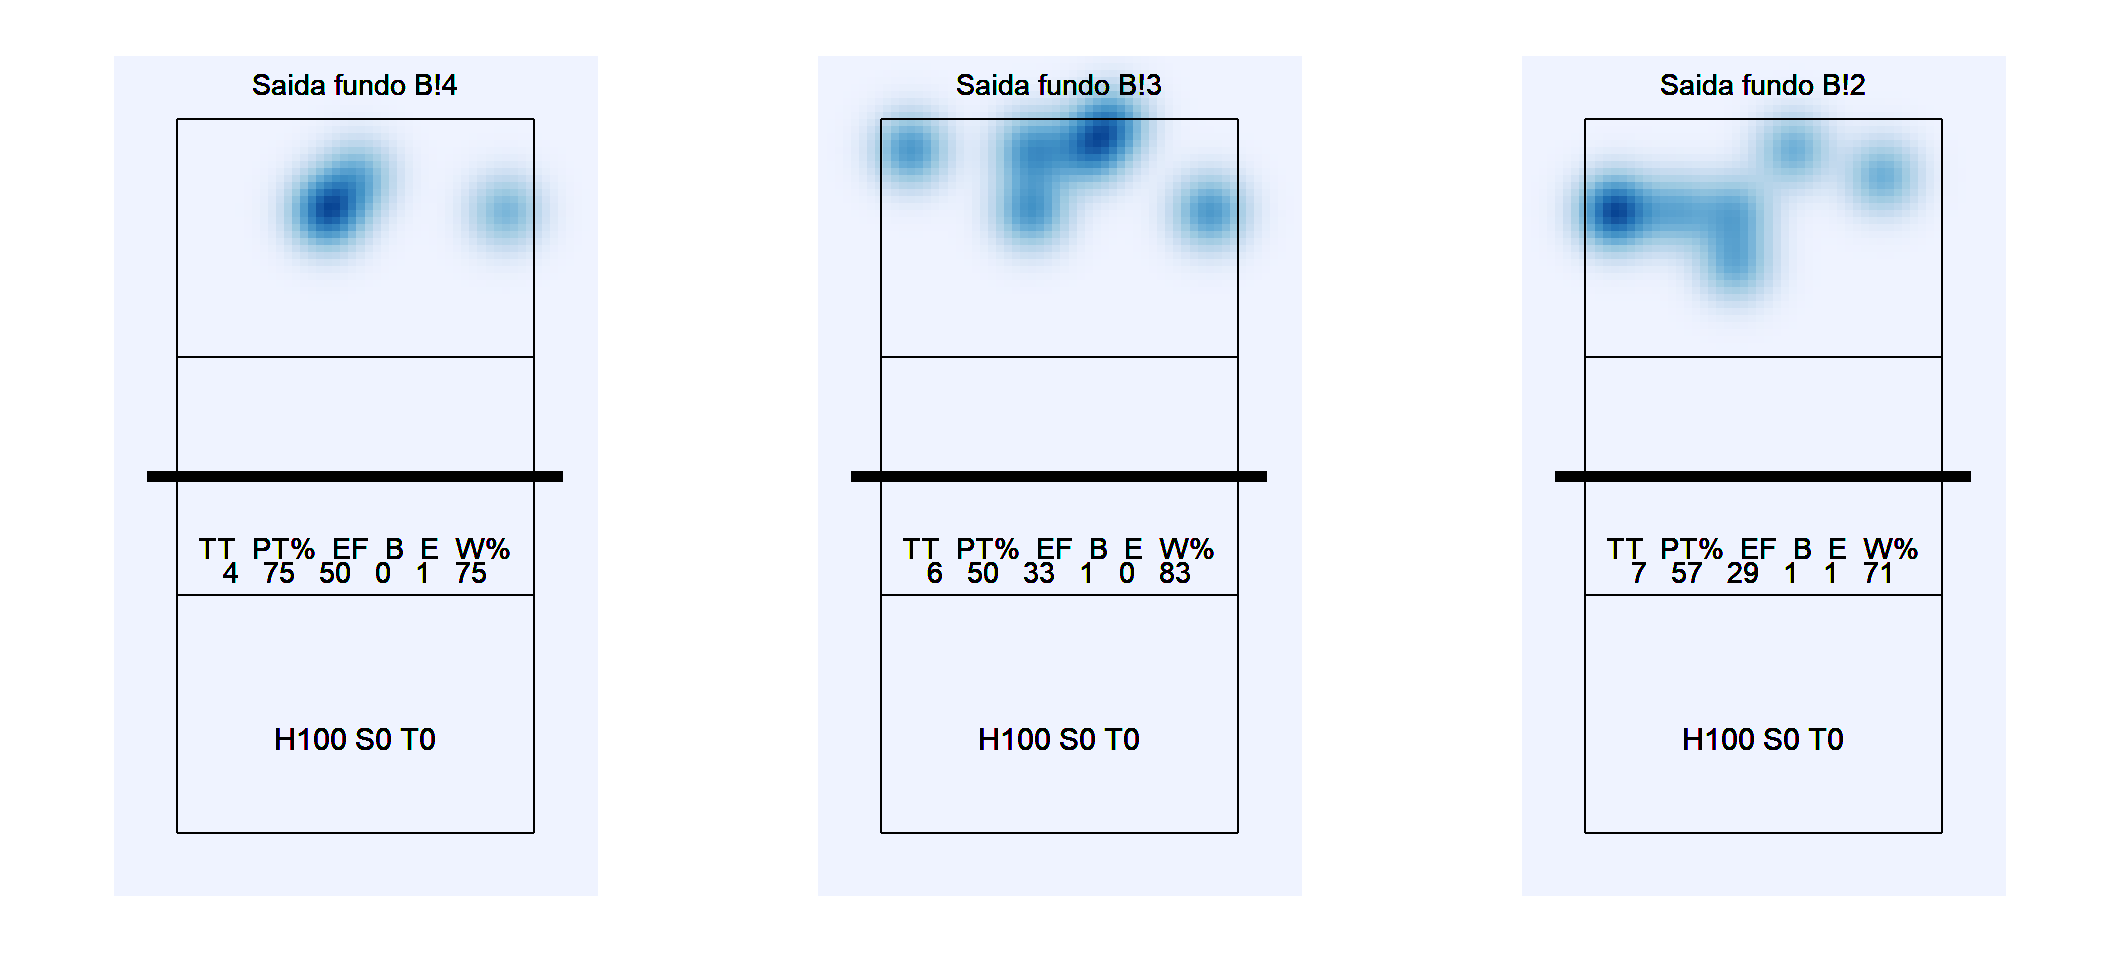 Saida fundo B!4
TT PT% EF B E W%
4 75 50 0 1 75
H100 S0 T0
Saida fundo B!3
TT PT% EF B E W%
6 50 33 1 0 83
H100 S0 T0
Saida fundo B!2
TT PT% EF B E W%
7 57 29 1 1 71
H100 S0 T0